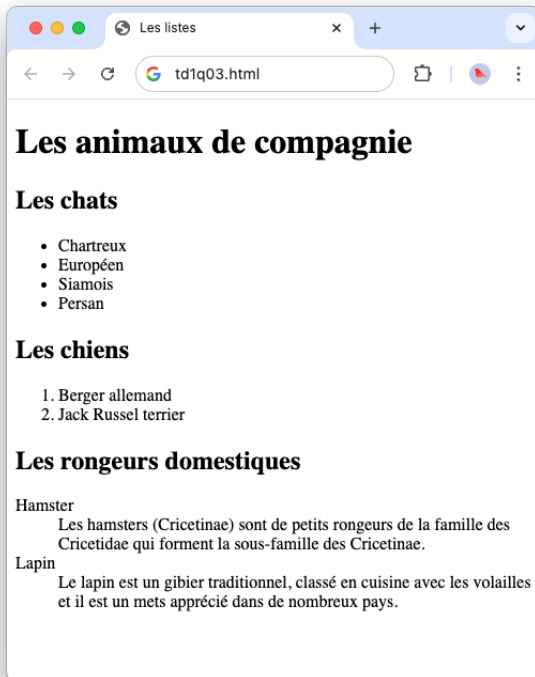 Les listes
td1q03.html
Les animaux de compagnie
Les chats
• Chartreux
• Européen
• Siamois
• Persan
Les chiens
1. Berger allemand
2. Jack Russel terrier
Les rongeurs domestiques
Hamster
Les hamsters (Cricetinae) sont de petits rongeurs de la famille des
Cricetidae qui forment la sous-famille des Cricetinae.
Lapin
Le lapin est un gibier traditionnel, classé en cuisine avec les volailles
et il est un mets apprécié dans de nombreux pays.